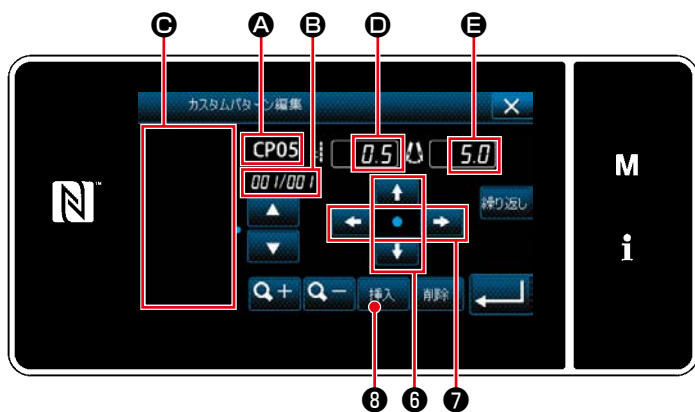 C A B D E
カスタムパターン編集 X
CP05 0.5 5.0
001/001
M
N
繰り返し
i
+ - 挿入 削除
8 6 7